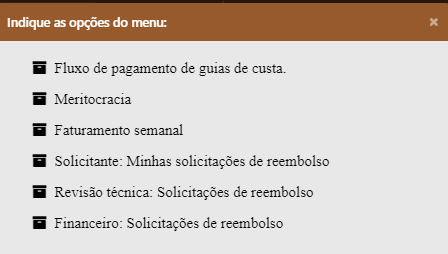 Indique as opções do menu:
Fluxo de pagamento de guias de custa.
Meritocracia
Faturamento semanal
Solicitante: Minhas solicitações de reembolso
Revisão técnica: Solicitações de reembolso
Financeiro: Solicitações de reembolso